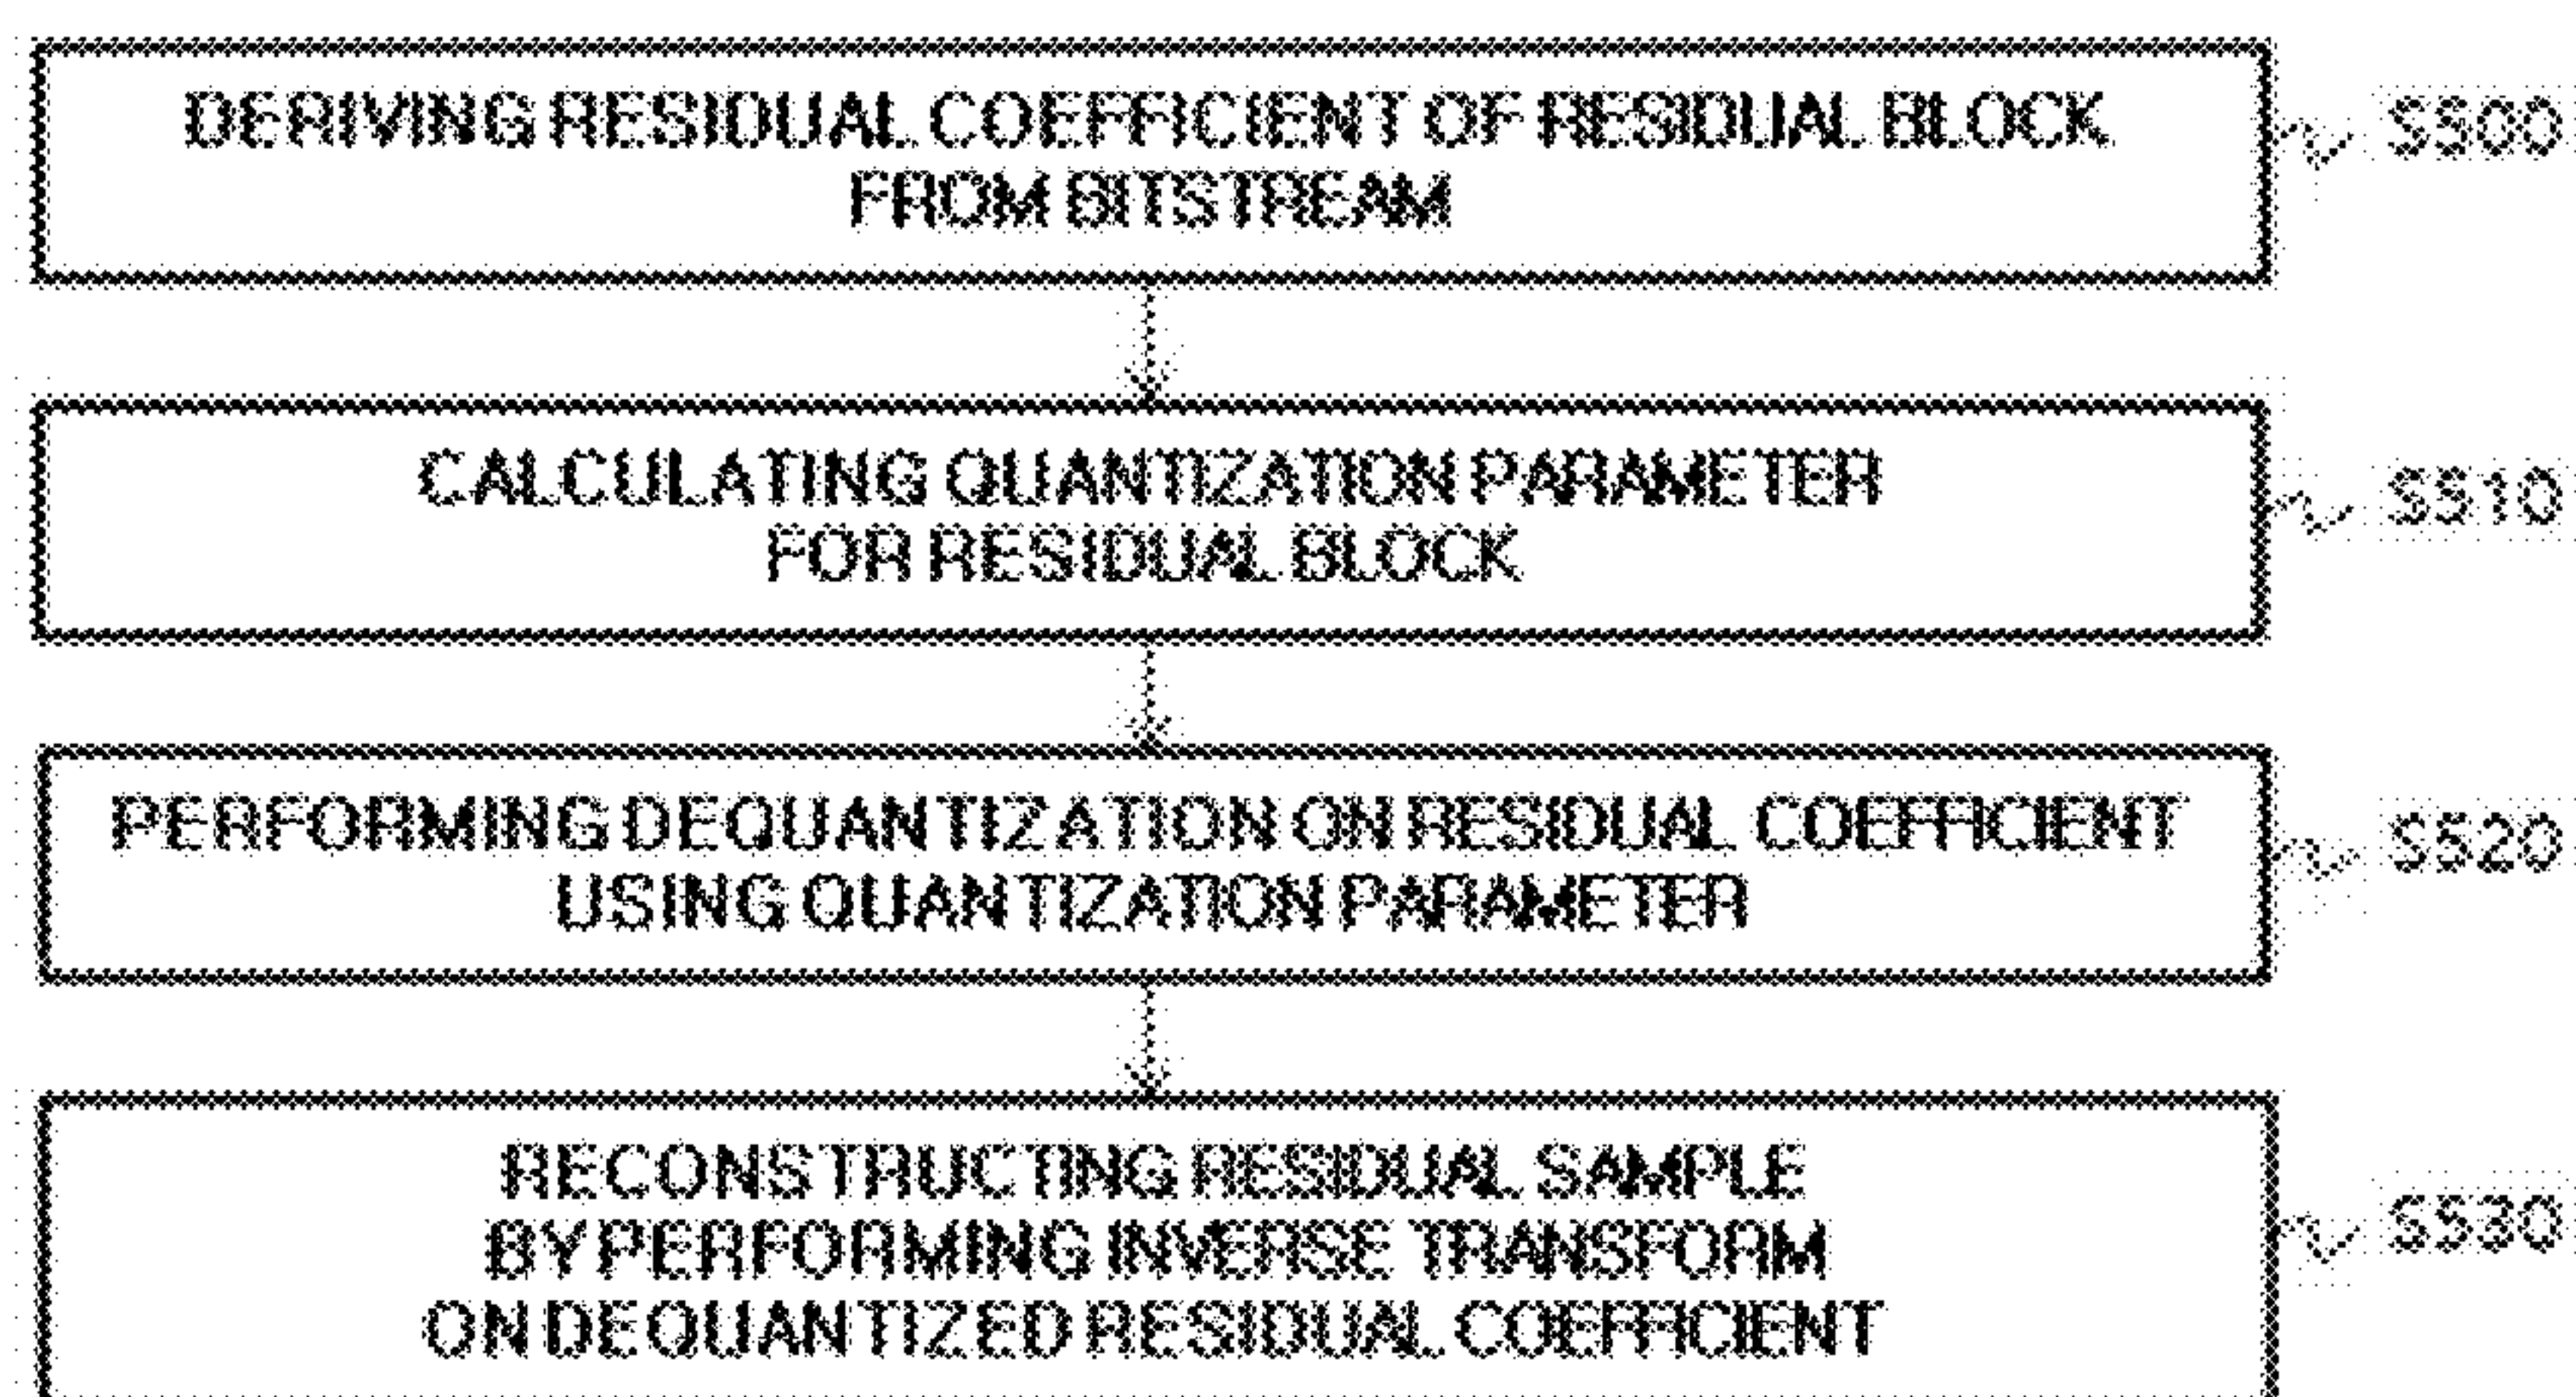 DERIVING RESIDUAL COEFFICIENT OF RESIDUAL BLOCK
FROM BITSTREAM
S500
CALCULATING QUANTIZATION PARAMETER
FOR RESIDUAL BLOCK
S510
PERFORMING DEQUANTIZATION ON RESIDUAL COEFFICIENT
USING QUANTIZATION PARAMETER
S520
RECONSTRUCTING RESIDUAL SAMPLE
BY PERFORMING INVERSE TRANSFORM
ON DEQUANTIZED RESIDUAL COEFFICIENT
S530